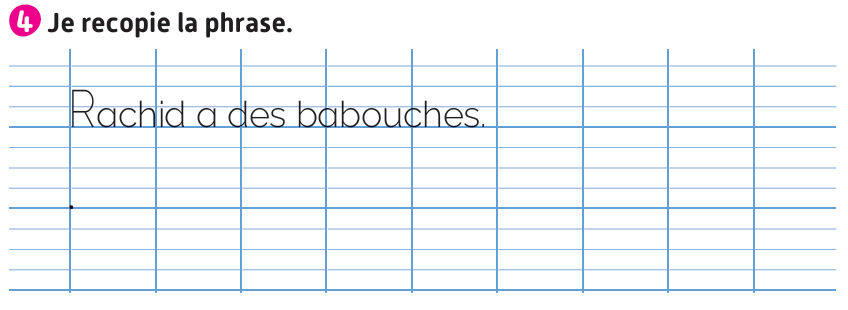 4 Je recopie la phrase.
Rachid a des babouches.